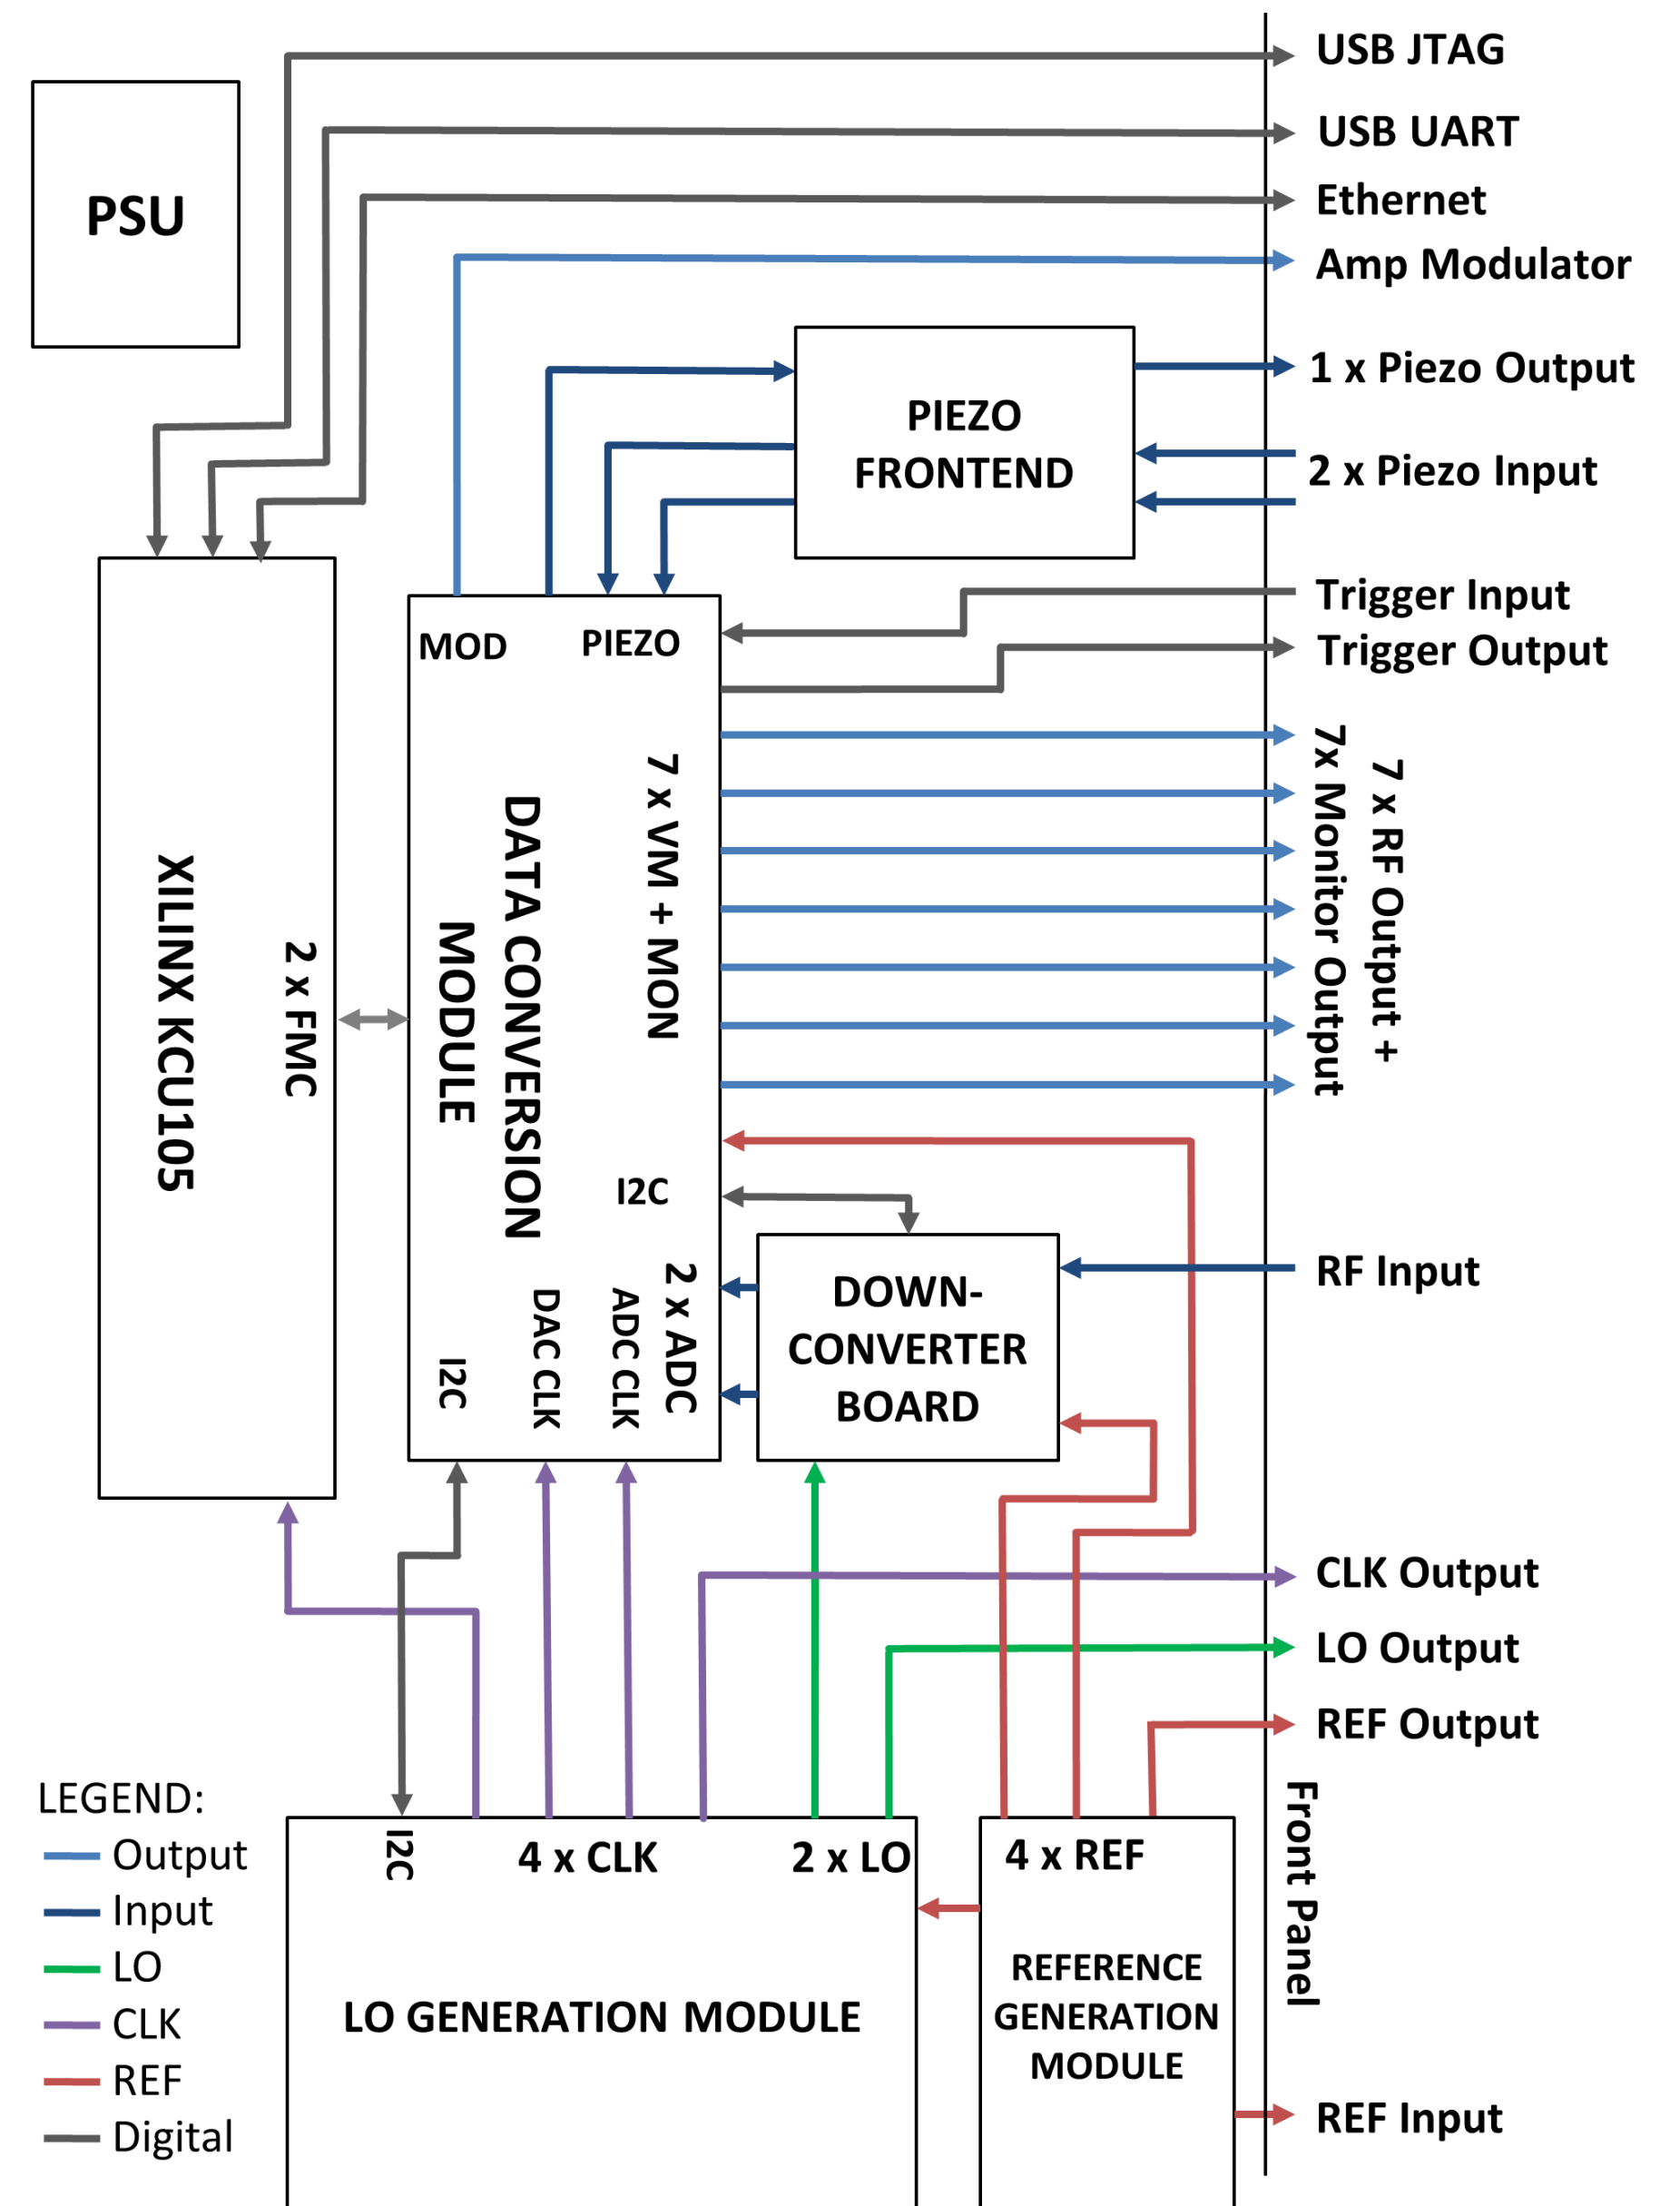 USB JTAG
USB UART
Ethernet
Amp Modulator
PSU
1 x Piezo Output
PIEZO
FRONTEND
2 x Piezo Input
Trigger Input
Trigger Output
MOD
PIEZO
7 x VM + MON
7 x RF Output +
7x Monitor Output
DATA CONVERSION
MODULE
XILINX KCU105
2 x FMC
I2C
RF Input
DOWN-
CONVERTER
BOARD
2 x ADC
ADC CLK
DAC CLK
I2C
CLK Output
LO Output
REF Output
Front Panel
LEGEND:
Output
Input
LO
CLK
REF
Digital
I2C
4 x CLK
2 x LO
4 x REF
LO GENERATION MODULE
REFERENCE
GENERATION
MODULE
REF Input